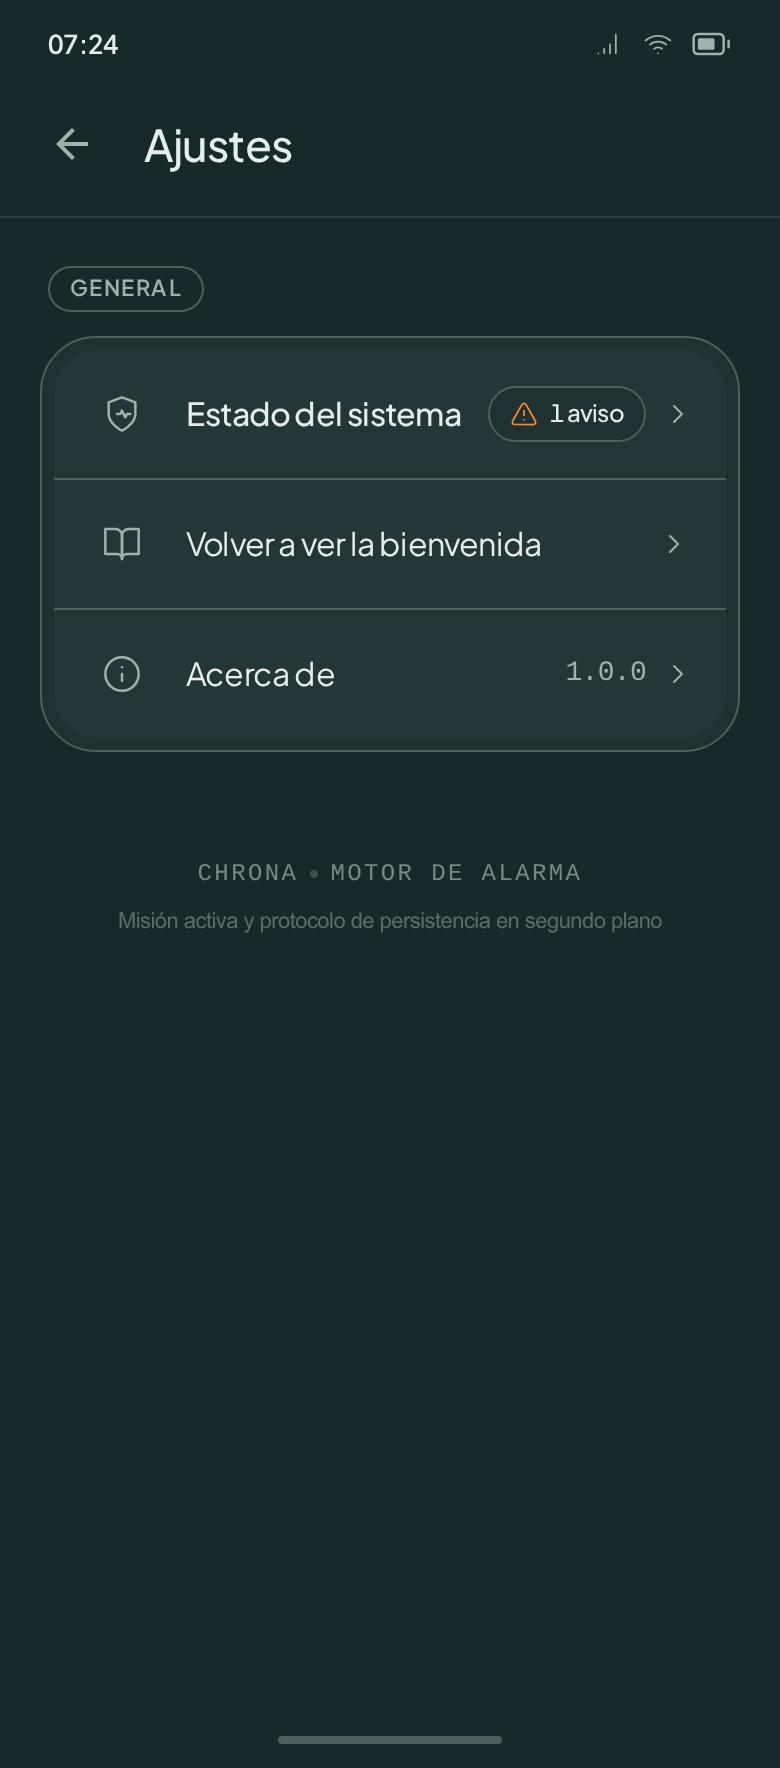 07:24
Ajustes
GENERAL
Estado del sistema 1 aviso
Volver a ver la bienvenida
Acerca de 1.0.0
CHRONA • MOTOR DE ALARMA
Misión activa y protocolo de persistencia en segundo plano